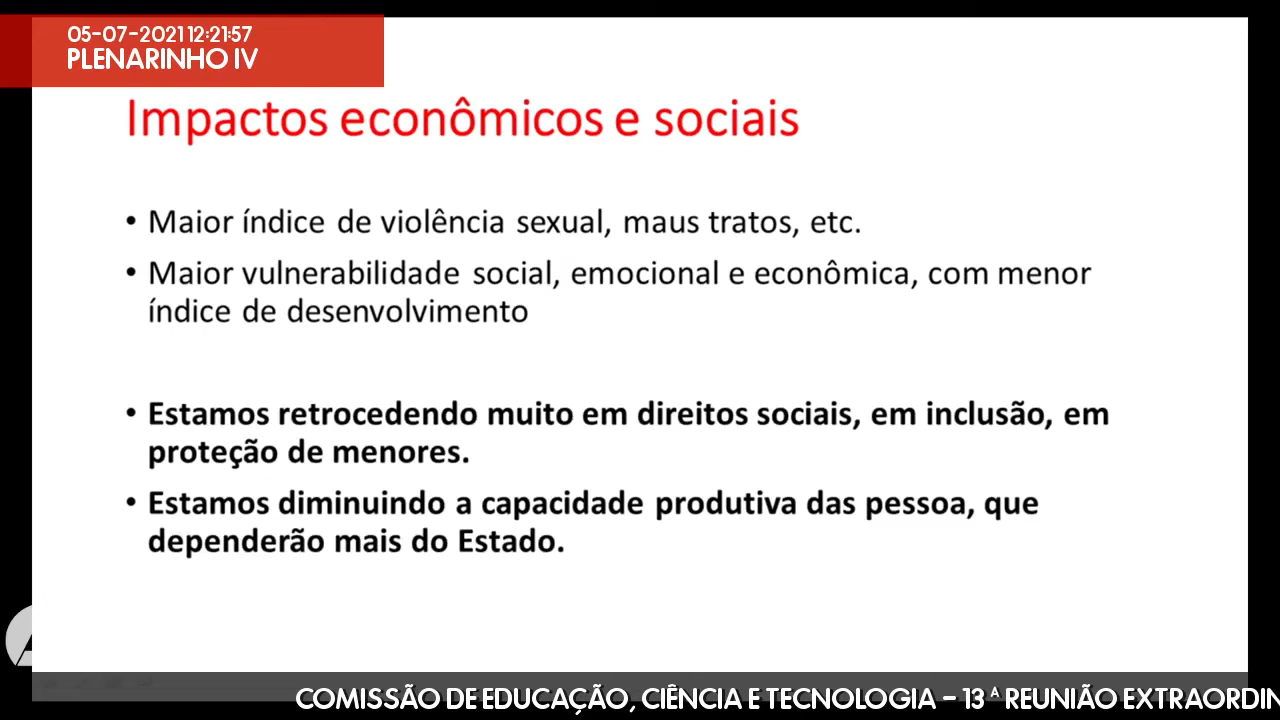 05-07-2021 12:21:57
PLENARINHO IV
Impactos econômicos e sociais
• Maior índice de violência sexual, maus tratos, etc.
• Maior vulnerabilidade social, emocional e econômica, com menor
índice de desenvolvimento
• Estamos retrocedendo muito em direitos sociais, em inclusão, em
proteção de menores.
• Estamos diminuindo a capacidade produtiva das pessoa, que
dependerão mais do Estado.
COMISSÃO DE EDUCAÇÃO, CIÊNCIA E TECNOLOGIA - 13 ª REUNIÃO EXTRAORDIN